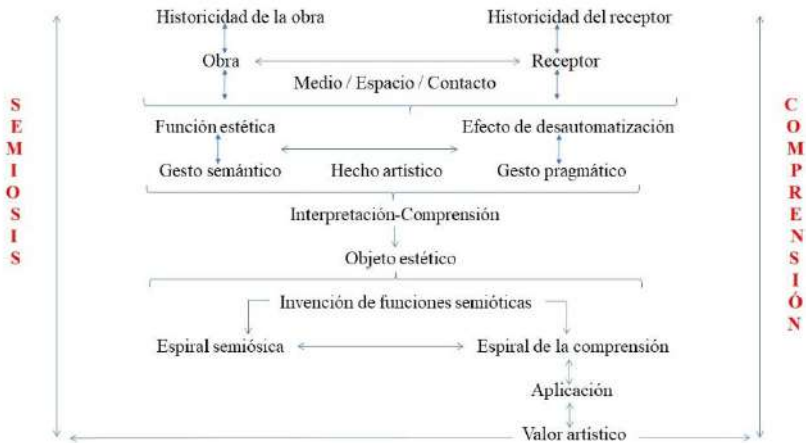 Historicidad de la obra Historicidad del receptor
Obra Receptor
Medio / Espacio / Contacto
Función estética Efecto de desautomatización
Gesto semántico Hecho artístico Gesto pragmático
Interpretación-Comprensión
Objeto estético
Invención de funciones semióticas
Espiral semiósica Espiral de la comprensión
Aplicación
Valor artístico
SEMIOSIS
COMPRENSIÓN